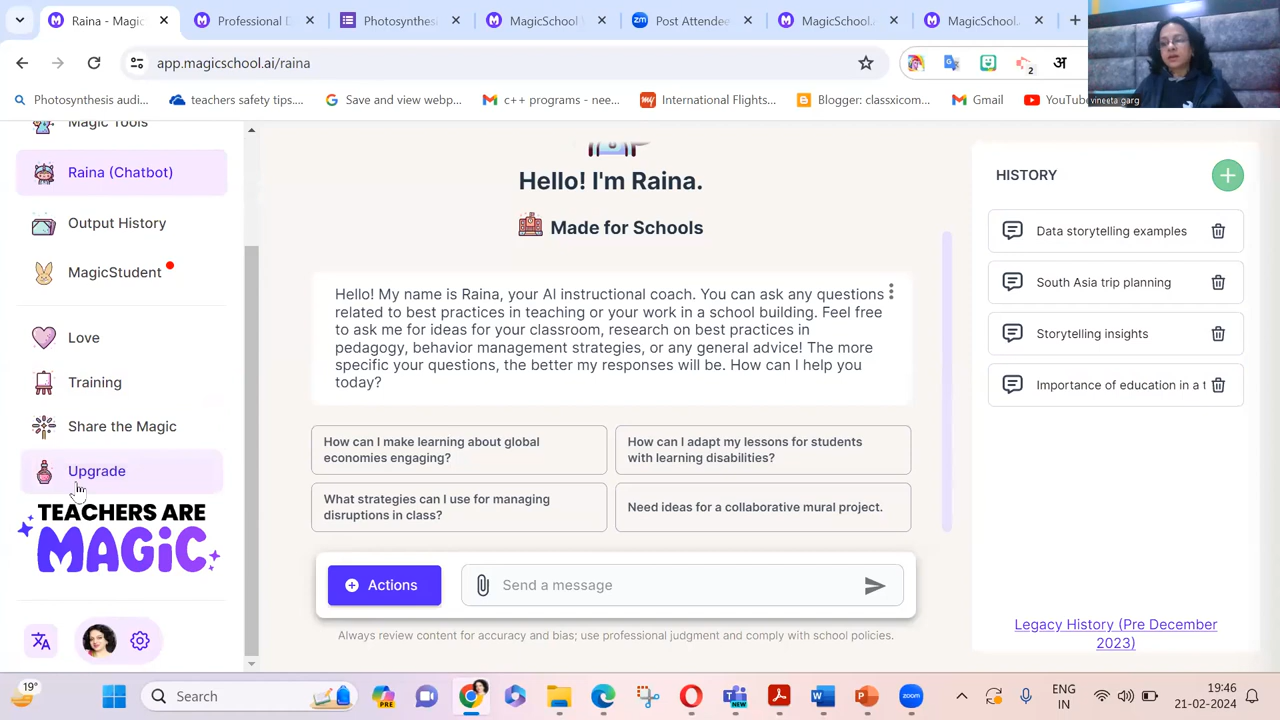 Raina - Magic
Professional D
Photosynthesis
MagicSchool
Post Attendee
MagicSchool.
MagicSchool.
app.magicschool.ai/raina
2
अ
Photosynthesis audi...
teachers safety tips....
Save and view webp...
c++ programs - nee...
International Flights...
Blogger: classxicom...
Gmail
YouTube
vineeta garg
Magic Tools
Raina (Chatbot)
Output History
MagicStudent
Love
Training
Share the Magic
Upgrade
TEACHERS ARE
MAGIC
Hello! I'm Raina.
Made for Schools
Hello! My name is Raina, your AI instructional coach. You can ask any questions
related to best practices in teaching or your work in a school building. Feel free
to ask me for ideas for your classroom, research on best practices in
pedagogy, behavior management strategies, or any general advice! The more
specific your questions, the better my responses will be. How can I help you
today?
How can I make learning about global
economies engaging?
How can I adapt my lessons for students
with learning disabilities?
What strategies can I use for managing
disruptions in class?
Need ideas for a collaborative mural project.
Actions
Send a message
Always review content for accuracy and bias; use professional judgment and comply with school policies.
HISTORY
Data storytelling examples
South Asia trip planning
Storytelling insights
Importance of education in a t
Legacy History (Pre December
2023)
19°
Search
PRE
NEW
zoom
ENG
IN
19:46
21-02-2024